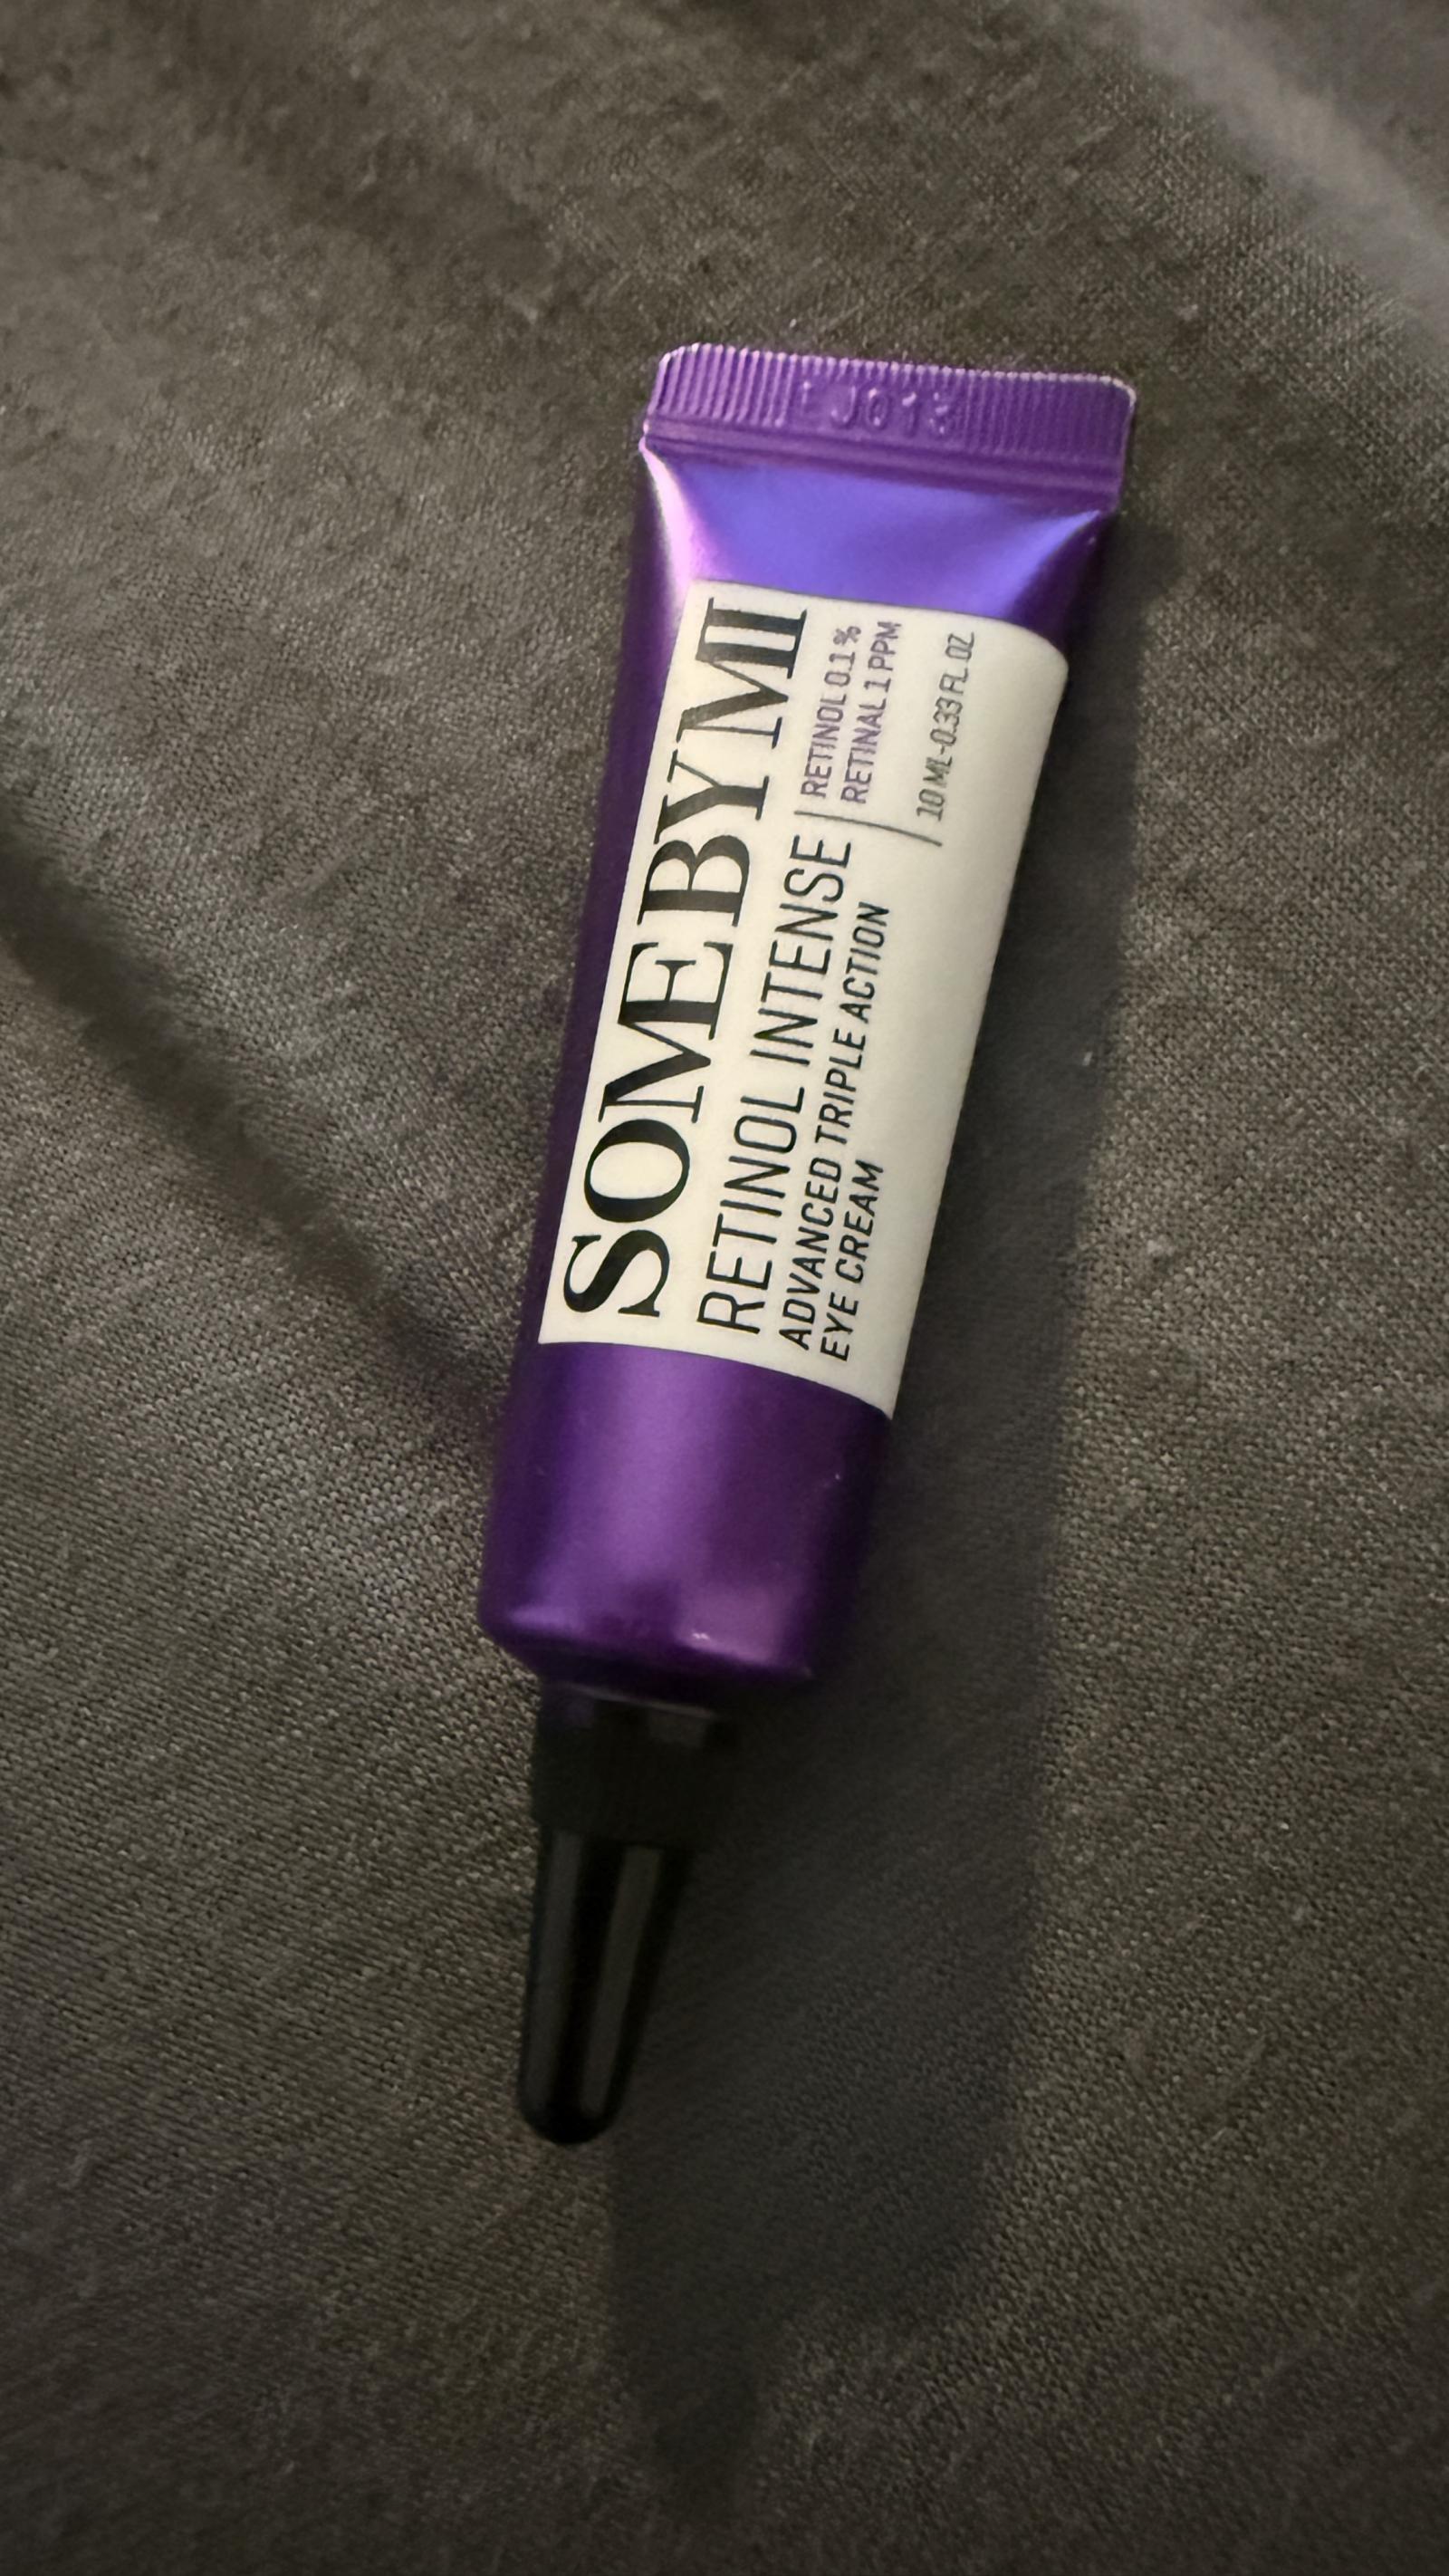 SOMEBYMI
RETINOL INTENSE
RETINOL 0.1 %
RETINAL 1 PPM
ADVANCED TRIPLE ACTION
EYE CREAM
10 ML-0.33 FL.OZ